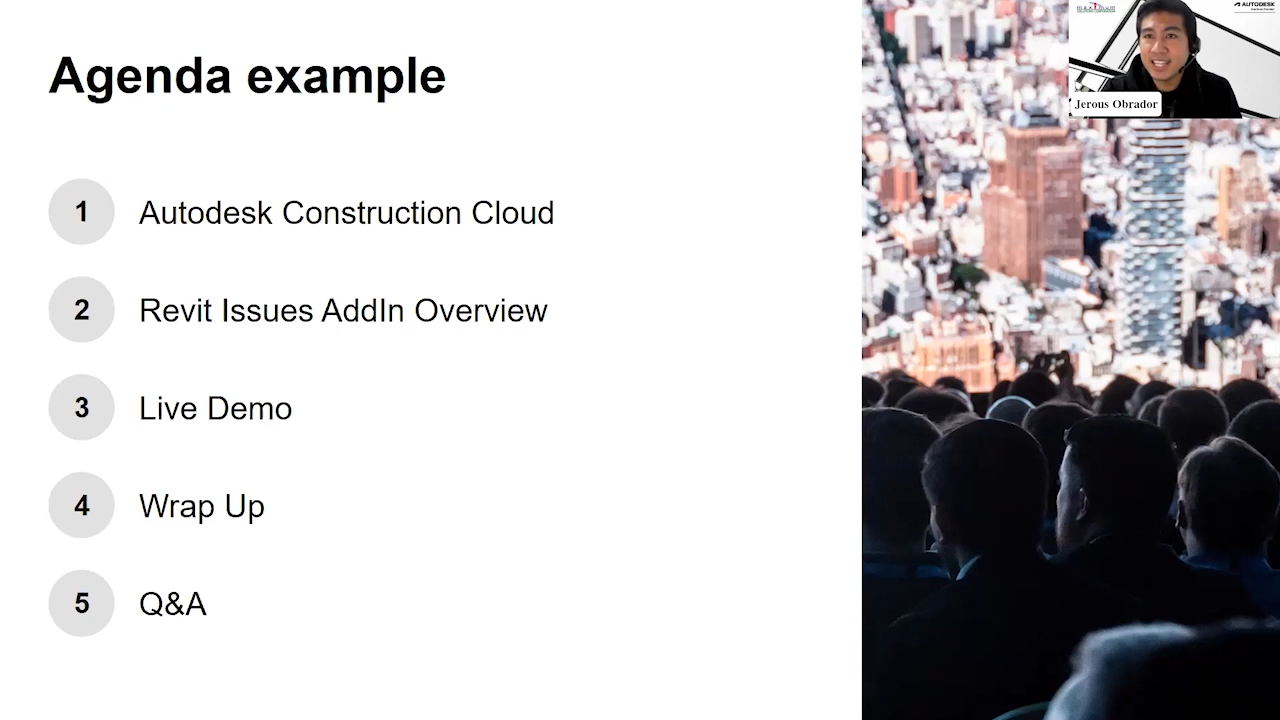 Agenda example
1 Autodesk Construction Cloud
2 Revit Issues AddIn Overview
3 Live Demo
4 Wrap Up
5 Q&A
AUTODESK
Jerous Obrador